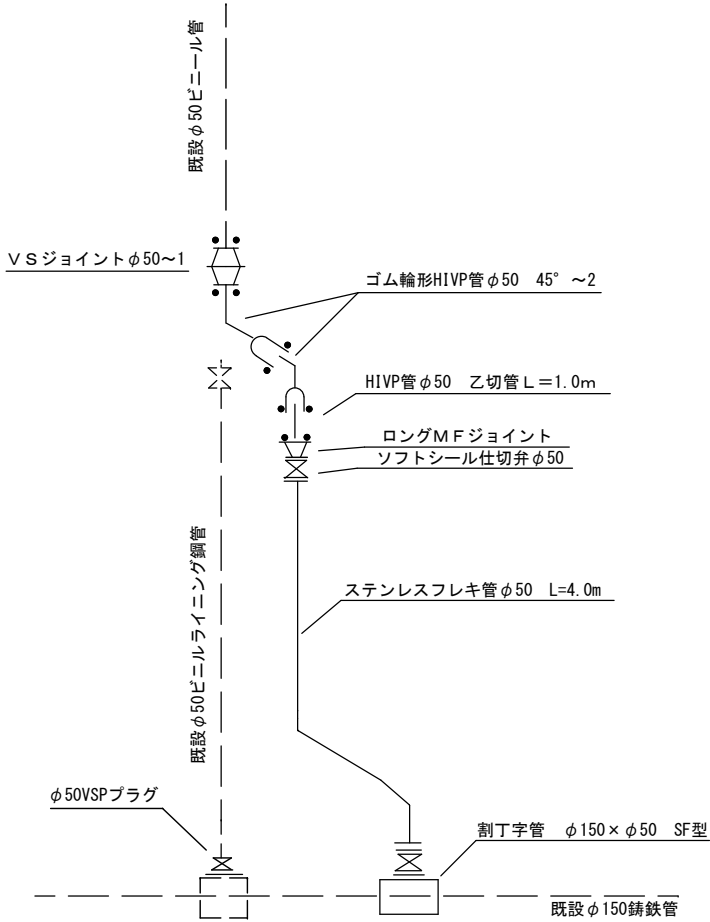 既設φ50ビニール管
VSジョイントφ50~1
ゴム輪形HIVP管φ50 45° ~2
HIVP管φ50 乙切管L=1.0m
ロングMFジョイント
ソフトシール仕切弁φ50
既設φ50ビニルライニング鋼管
ステンレスフレキ管φ50 L=4.0m
φ50VSPプラグ
割丁字管 φ150×φ50 SF型
既設φ150鋳鉄管